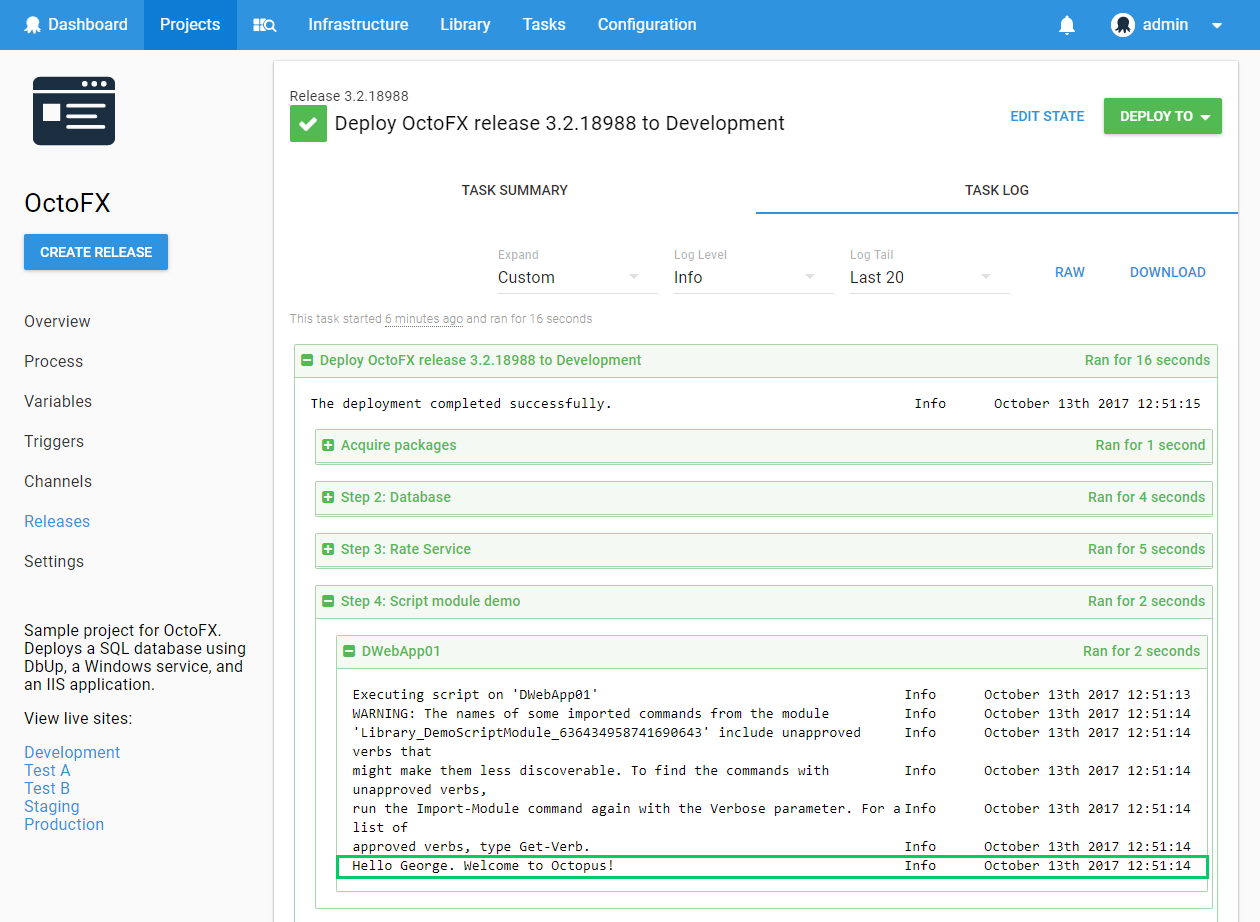 Dashboard Projects Infrastructure Library Tasks Configuration admin
OctoFX
CREATE RELEASE
Overview
Process
Variables
Triggers
Channels
Releases
Settings
Sample project for OctoFX.
Deploys a SQL database using
DbUp, a Windows service, and
an IIS application.
View live sites:
Development
Test A
Test B
Staging
Production
Release 3.2.18988
Deploy OctoFX release 3.2.18988 to Development
EDIT STATE
DEPLOY TO
TASK SUMMARY TASK LOG
Expand Log Level Log Tail
Custom Info Last 20 RAW DOWNLOAD
This task started 6 minutes ago and ran for 16 seconds
Deploy OctoFX release 3.2.18988 to Development Ran for 16 seconds
The deployment completed successfully. Info October 13th 2017 12:51:15
Acquire packages Ran for 1 second
Step 2: Database Ran for 4 seconds
Step 3: Rate Service Ran for 5 seconds
Step 4: Script module demo Ran for 2 seconds
DWebApp01 Ran for 2 seconds
Executing script on 'DWebApp01' Info October 13th 2017 12:51:13
WARNING: The names of some imported commands from the module Info October 13th 2017 12:51:14
'Library_DemoScriptModule_636434958741690643' include unapproved Info October 13th 2017 12:51:14
verbs that
might make them less discoverable. To find the commands with Info October 13th 2017 12:51:14
unapproved verbs,
run the Import-Module command again with the Verbose parameter. For a Info October 13th 2017 12:51:14
list of
approved verbs, type Get-Verb. Info October 13th 2017 12:51:14
Hello George. Welcome to Octopus! Info October 13th 2017 12:51:14